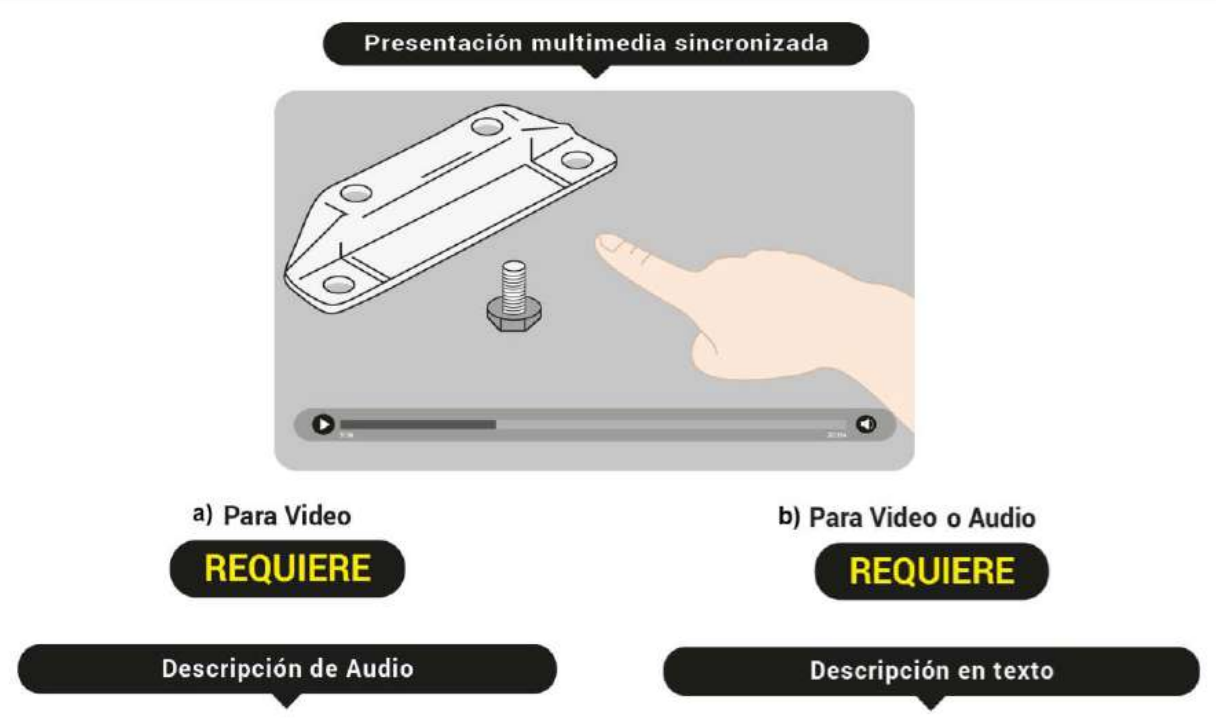 Presentación multimedia sincronizada
a) Para Video
REQUIERE
b) Para Video o Audio
REQUIERE
Descripción de Audio
Descripción en texto